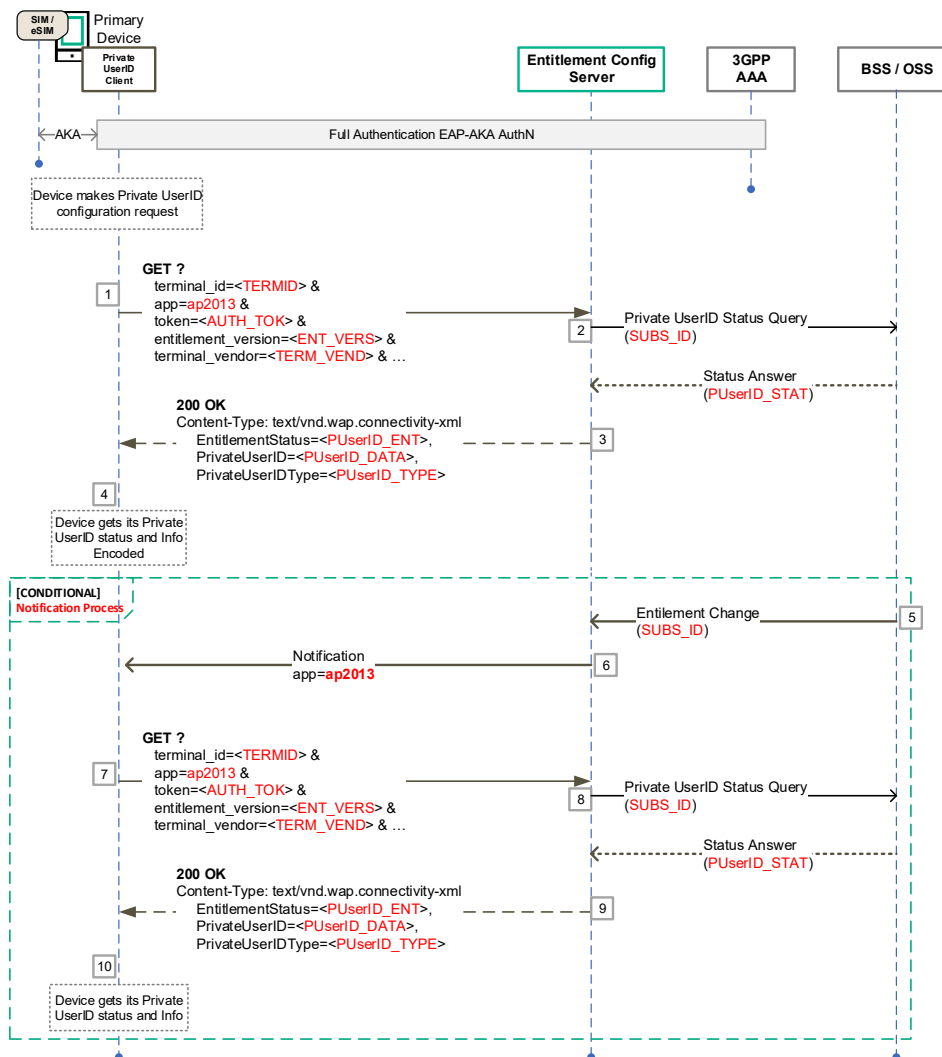 SIM /
eSIM
Primary
Device
Private
UserID
Client
Entitlement Config
Server
3GPP
AAA
BSS / OSS
AKA
Full Authentication EAP-AKA AuthN
Device makes Private UserID
configuration request
GET ?
1
terminal_id=<TERMID> &
app=ap2013 &
token=<AUTH_TOK> &
entitlement_version=<ENT_VERS> &
terminal_vendor=<TERM_VEND> & ...
2
Private UserID Status Query
(SUBS_ID)
Status Answer
(PUserID_STAT)
200 OK
Content-Type: text/vnd.wap.connectivity-xml
EntitlementStatus=<PUserID_ENT>,
PrivateUserID=<PUserID_DATA>,
PrivateUserIDType=<PUserID_TYPE>
3
4
Device gets its Private
UserID status and Info
Encoded
[CONDITIONAL]
Notification Process
Entilement Change
(SUBS_ID)
5
Notification
app=ap2013
6
GET ?
7
terminal_id=<TERMID> &
app=ap2013 &
token=<AUTH_TOK> &
entitlement_version=<ENT_VERS> &
terminal_vendor=<TERM_VEND> & ...
8
Private UserID Status Query
(SUBS_ID)
Status Answer
(PUserID_STAT)
200 OK
Content-Type: text/vnd.wap.connectivity-xml
EntitlementStatus=<PUserID_ENT>,
PrivateUserID=<PUserID_DATA>,
PrivateUserIDType=<PUserID_TYPE>
9
10
Device gets its Private
UserID status and Info